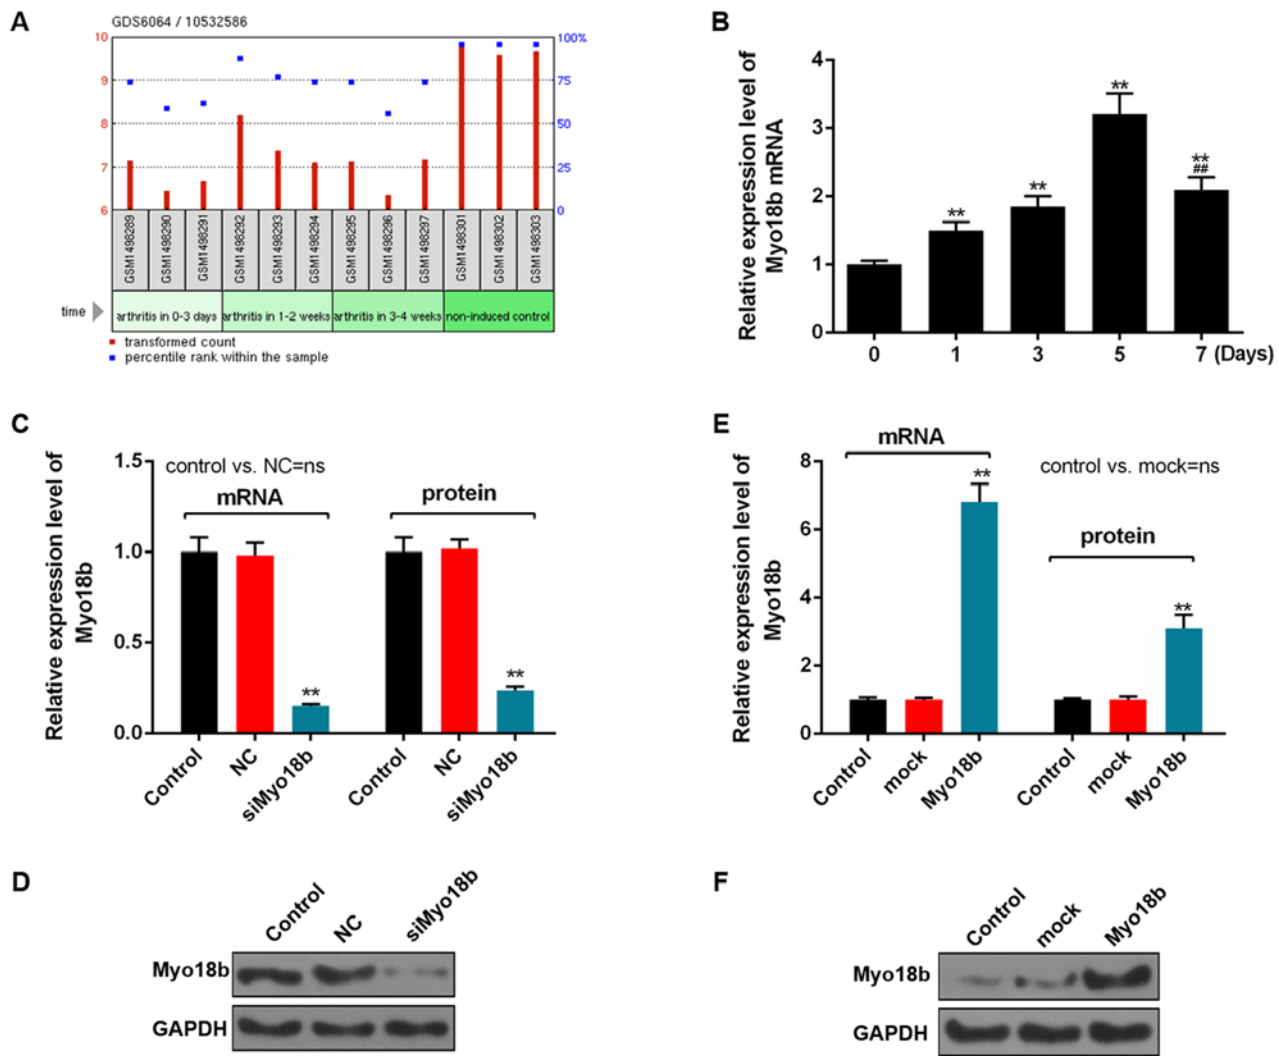 A
GDS6064 / 10532586
10
9
8
7
6
100%
75
50
25
0
GSM1498289
GSM1498290
GSM1498291
GSM1498292
GSM1498293
GSM1498294
GSM1498295
GSM1498296
GSM1498297
GSM1498301
GSM1498302
GSM1498303
time
arthritis in 0-3 days
arthritis in 1-2 weeks
arthritis in 3-4 weeks
non-induced control
transformed count
percentile rank within the sample
B
Relative expression level of
Myo18b mRNA
4
3
2
1
0
**
**
**
**
##
0 1 3 5 7 (Days)
C
Relative expression level of
Myo18b
1.5
1.0
0.5
0.0
control vs. NC=ns
mRNA
protein
**
**
Control
NC
siMyo18b
Control
NC
siMyo18b
E
Relative expression level of
Myo18b
8
6
4
2
0
mRNA
control vs. mock=ns
protein
**
**
Control
mock
Myo18b
Control
mock
Myo18b
D
Control
NC
siMyo18b
Myo18b
GAPDH
F
Control
mock
Myo18b
Myo18b
GAPDH